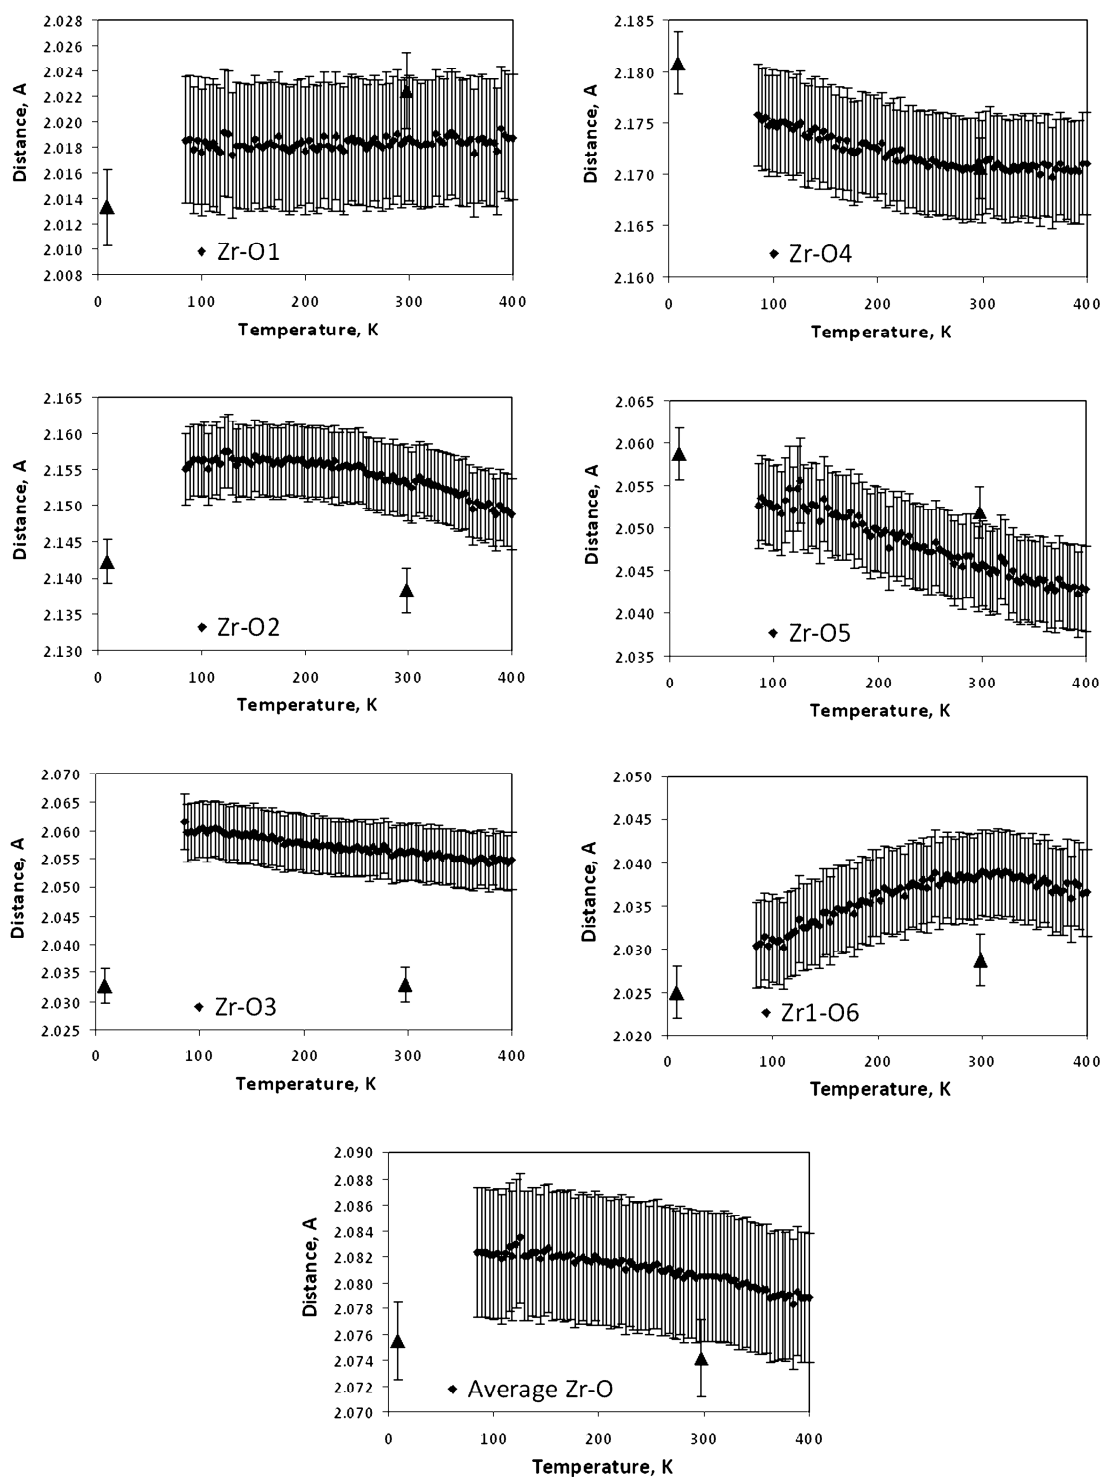 2.028
2.026
2.024
2.022
2.020
2.018
2.016
2.014
2.012
2.010
2.008
Distance, A
Zr-O1
0 100 200 300 400
Temperature, K
2.185
2.180
2.175
2.170
2.165
2.160
Distance, A
Zr-O4
0 100 200 300 400
Temperature, K
2.165
2.160
2.155
2.150
2.145
2.140
2.135
2.130
Distance, A
Zr-O2
0 100 200 300 400
Temperature, K
2.065
2.060
2.055
2.050
2.045
2.040
2.035
Distance, A
Zr-O5
0 100 200 300 400
Temperature, K
2.070
2.065
2.060
2.055
2.050
2.045
2.040
2.035
2.030
2.025
Distance, A
Zr-O3
0 100 200 300 400
Temperature, K
2.050
2.045
2.040
2.035
2.030
2.025
2.020
Distance, A
Zr1-O6
0 100 200 300 400
Temperature, K
2.090
2.088
2.086
2.084
2.082
2.080
2.078
2.076
2.074
2.072
2.070
Distance, A
Average Zr-O
0 100 200 300 400
Temperature, K